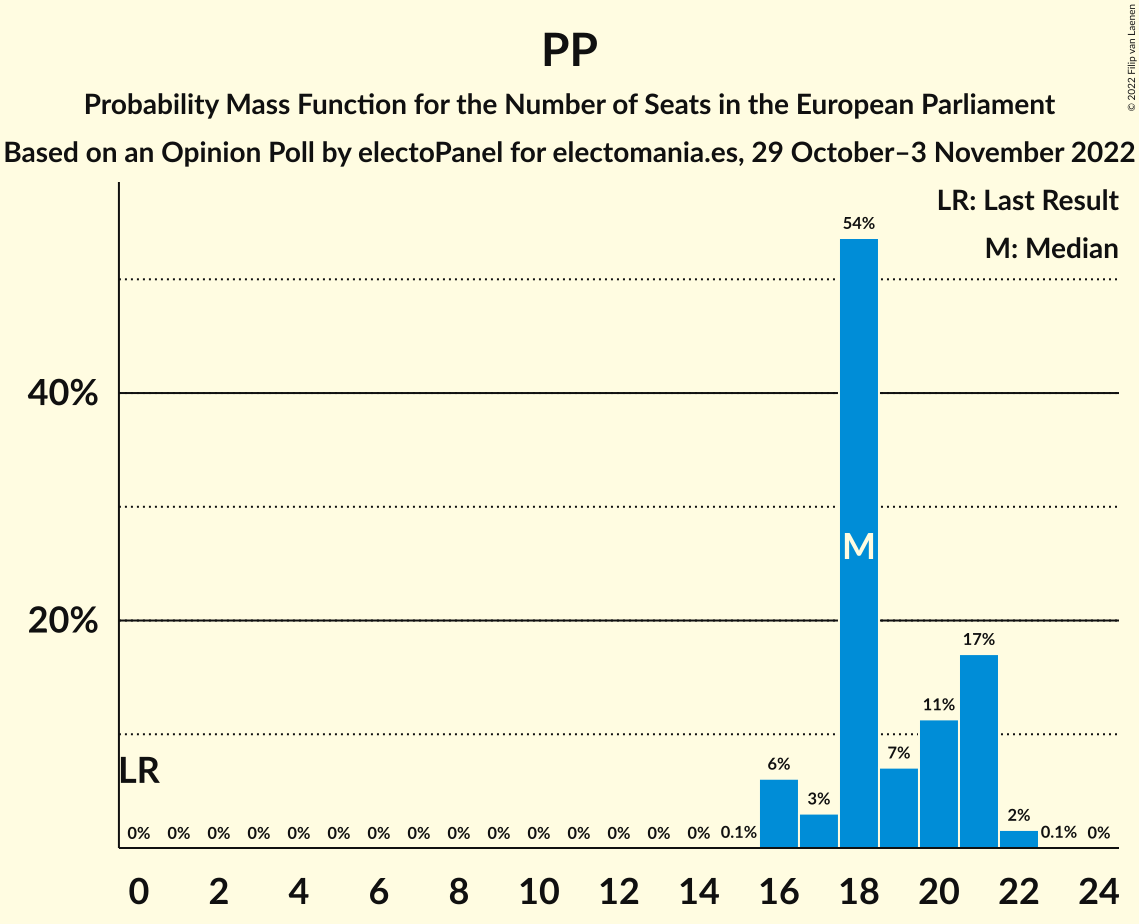 PP
Probability Mass Function for the Number of Seats in the European Parliament
Based on an Opinion Poll by electoPanel for electomania.es, 29 October–3 November 2022
© 2022 Filip van Laenen
LR: Last Result
M: Median
54%
40%
M
20%
17%
11%
7%
LR
6%
3%
2%
0% 0% 0% 0% 0% 0% 0% 0% 0% 0% 0% 0% 0% 0% 0% 0.1% 0.1% 0%
0 2 4 6 8 10 12 14 16 18 20 22 24